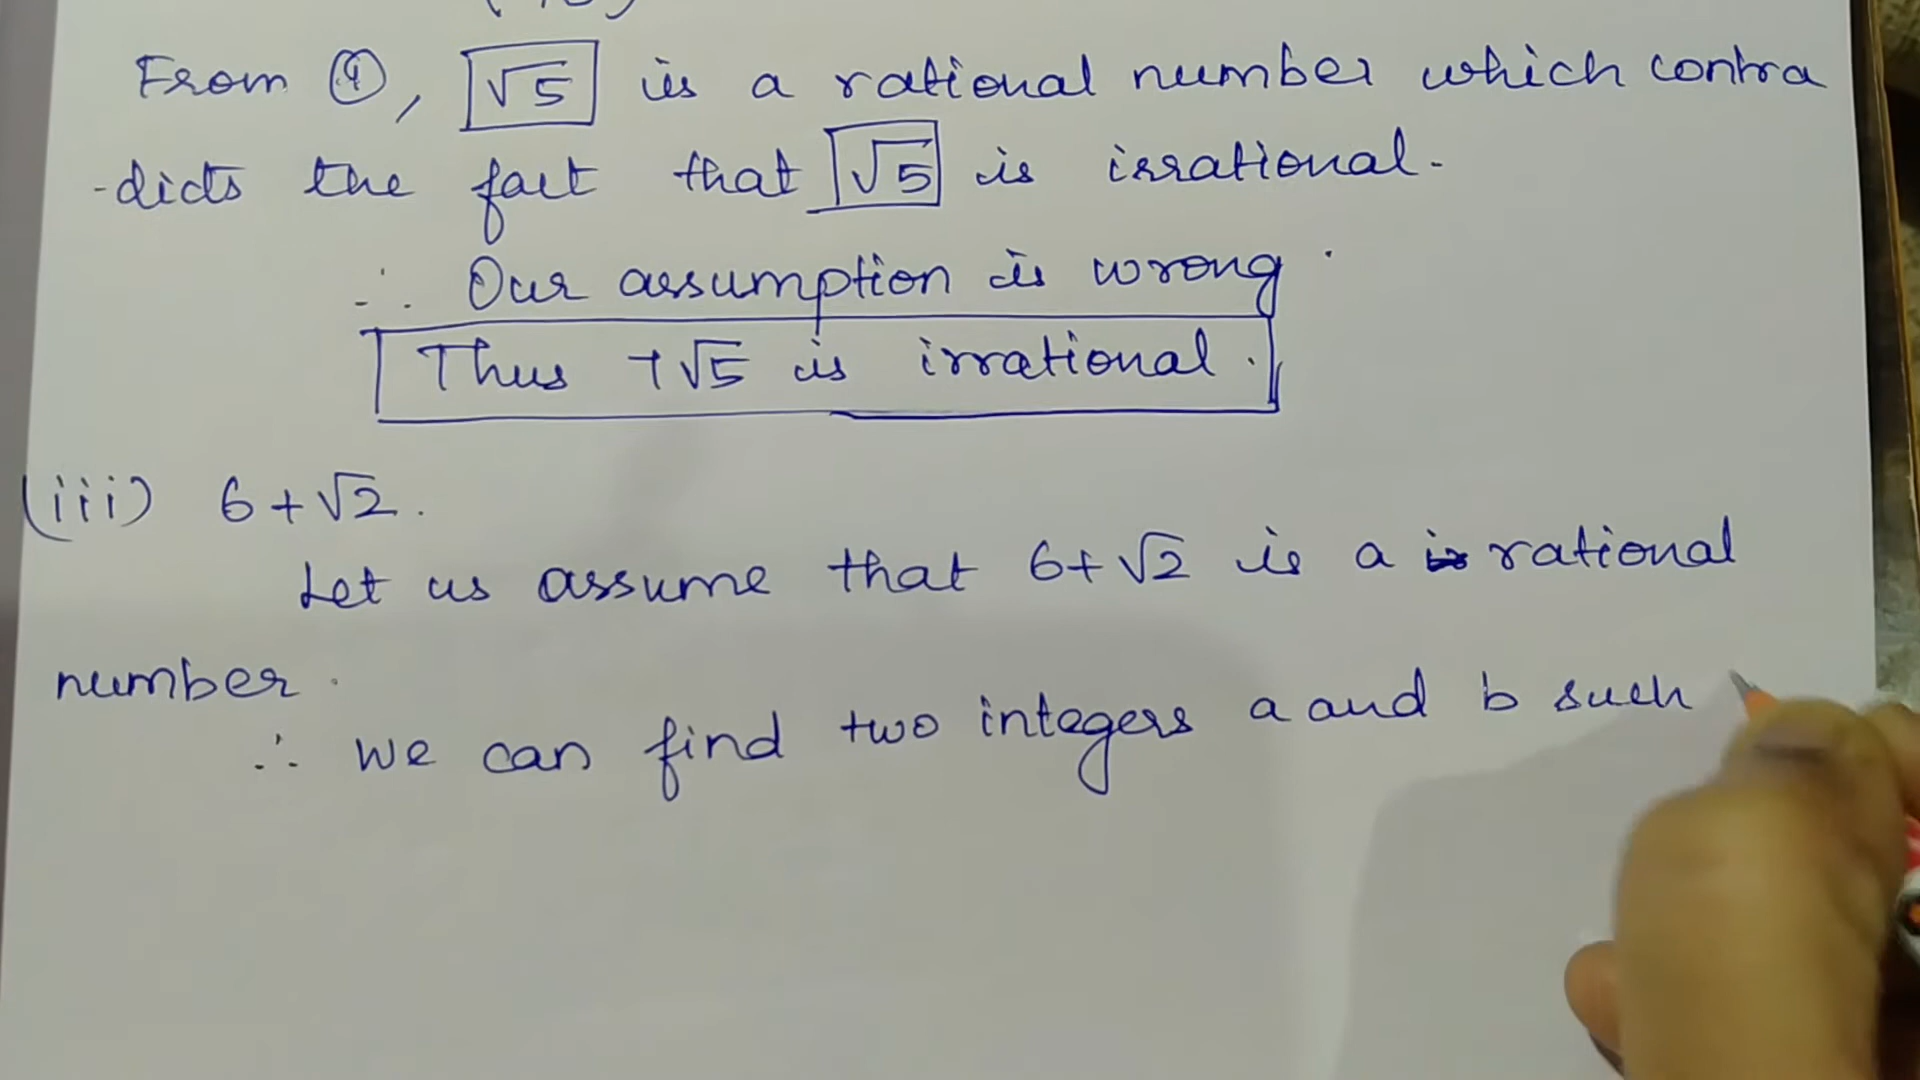 From ④, √5 is a rational number which contra
-dicts the fact that √5 is irrational.
∴ Our assumption is wrong.
Thus 7√5 is irrational.
(iii) 6+√2.
Let us assume that 6+√2 is a rational
number.
∴ we can find two integers a and b such